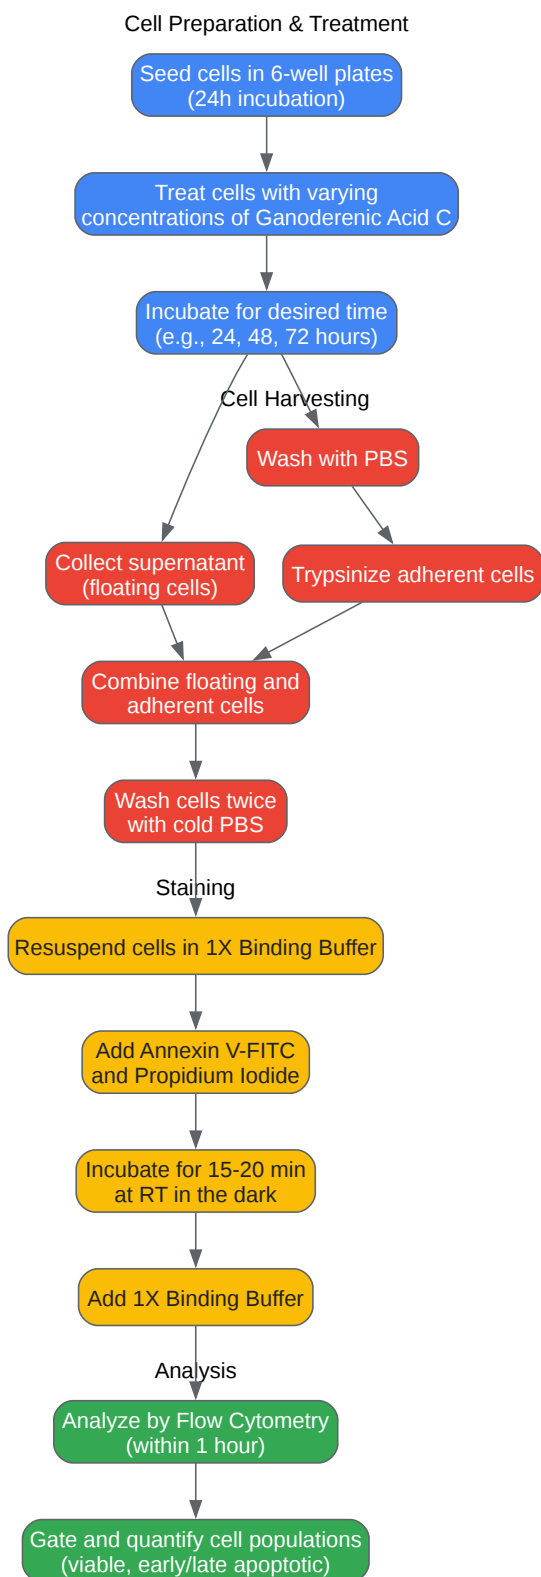 Cell Preparation & Treatment
Seed cells in 6-well plates
(24h incubation)
Treat cells with varying
concentrations of Ganoderenic Acid C
Incubate for desired time
(e.g., 24, 48, 72 hours)
Cell Harvesting
Wash with PBS
Collect supernatant
(floating cells)
Trypsinize adherent cells
Combine floating and
adherent cells
Wash cells twice
with cold PBS
Staining
Resuspend cells in 1X Binding Buffer
Add Annexin V-FITC
and Propidium Iodide
Incubate for 15-20 min
at RT in the dark
Add 1X Binding Buffer
Analysis
Analyze by Flow Cytometry
(within 1 hour)
Gate and quantify cell populations
(viable, early/late apoptotic)